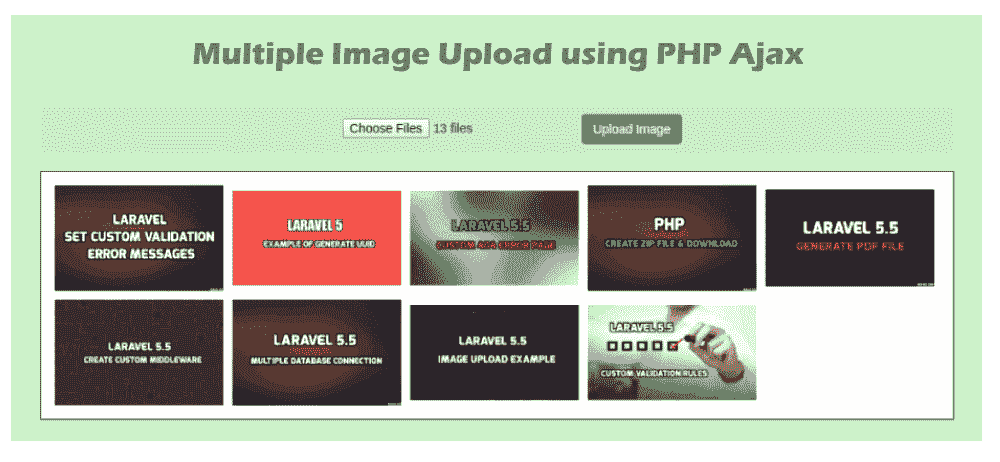 Multiple Image Upload using PHP Ajax
Choose Files 13 files
Upload Image
LARAVEL
SET CUSTOM VALIDATION
ERROR MESSAGES
LARAVEL 5
EXAMPLE OF GENERATE UUID
LARAVEL 5.5
CUSTOM 404 ERROR PAGE
PHP
CREATE ZIP FILE & DOWNLOAD
LARAVEL 5.5
GENERATE PDF FILE
LARAVEL 5.5
CREATE CUSTOM MIDDLEWARE
LARAVEL 5.5
MULTIPLE DATABASE CONNECTION
LARAVEL 5.5
IMAGE UPLOAD EXAMPLE
LARAVEL 5.5
CUSTOM VALIDATION RULES